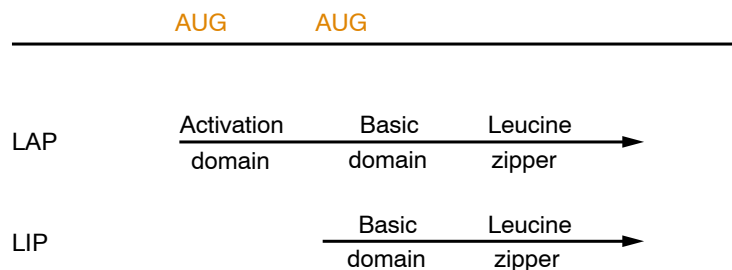 AUG AUG
Activation Basic Leucine
LAP
domain domain zipper
Basic Leucine
LIP
domain zipper